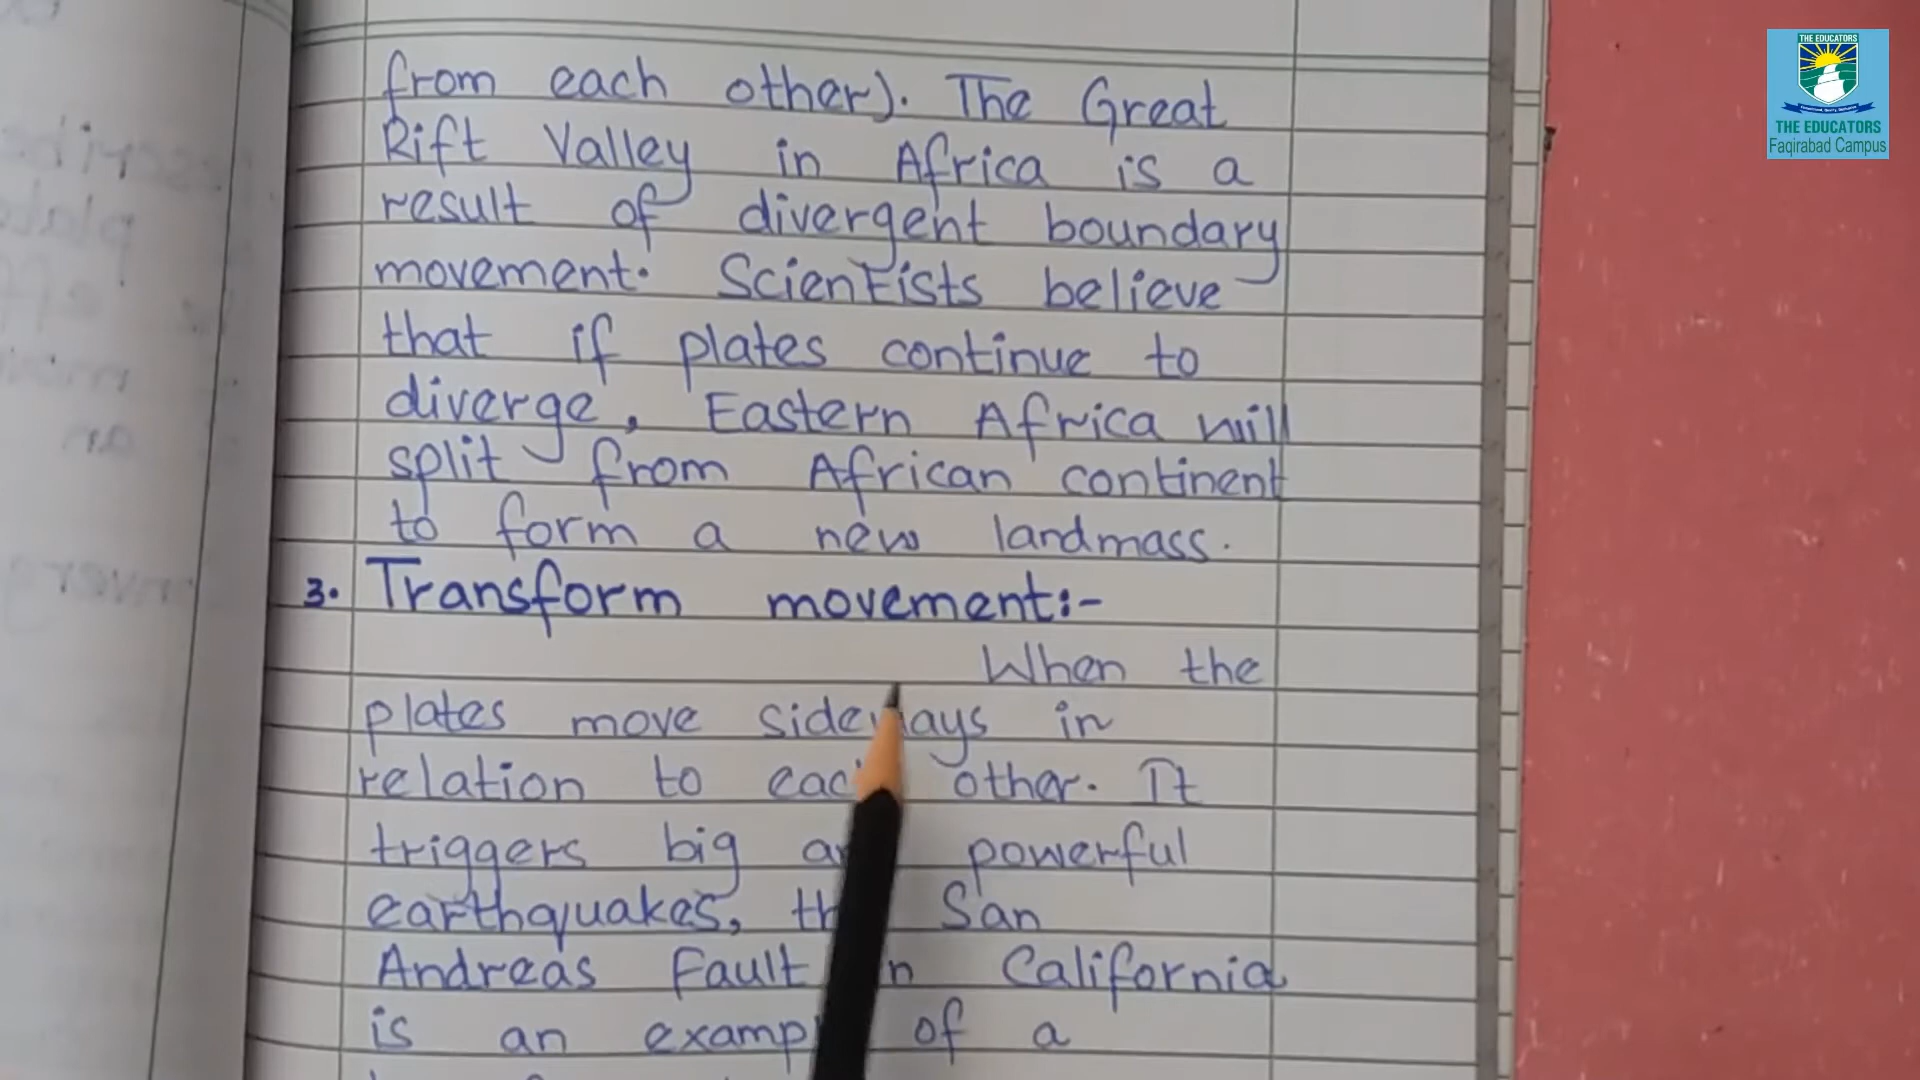 from each other). The Great
Rift Valley in Africa is a
result of divergent boundary
movement. Scientists believe
that if plates continue to
diverge, Eastern Africa will
split from African continent
to form a new landmass.
3. Transform movement:-
When the
plates move sideways in
relation to other. It
triggers big powerful
earthquakes, San
Andreas Fault California
is an of a
THE EDUCATORS
THE EDUCATORS
Faqirabad Campus